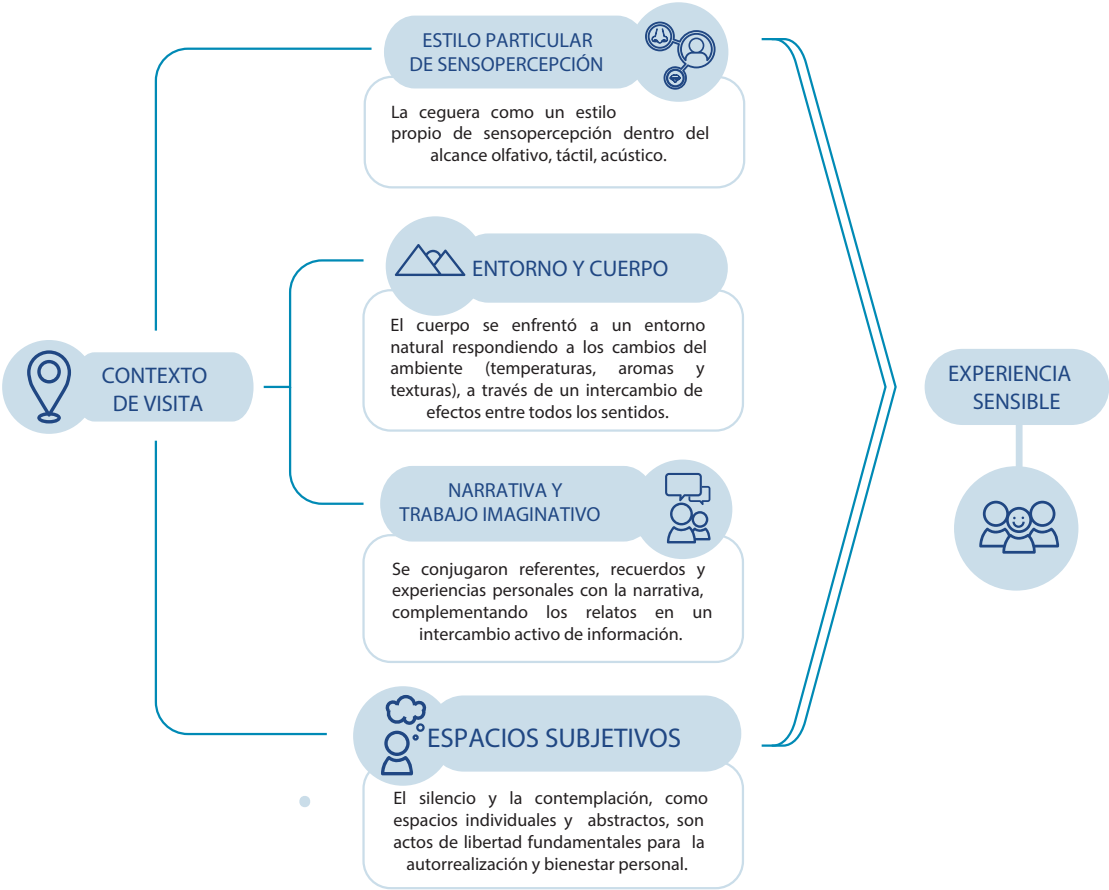 ESTILO PARTICULAR
DE SENSOPERCEPCIÓN
La ceguera como un estilo
propio de sensopercepción dentro del
alcance olfativo, táctil, acústico.
ENTORNO Y CUERPO
El cuerpo se enfrentó a un entorno
natural respondiendo a los cambios del
ambiente (temperaturas, aromas y
texturas), a través de un intercambio de
efectos entre todos los sentidos.
CONTEXTO
DE VISITA
EXPERIENCIA
SENSIBLE
NARRATIVA Y
TRABAJO IMAGINATIVO
Se conjugaron referentes, recuerdos y
experiencias personales con la narrativa,
complementando los relatos en un
intercambio activo de información.
ESPACIOS SUBJETIVOS
El silencio y la contemplación, como
espacios individuales y abstractos, son
actos de libertad fundamentales para la
autorrealización y bienestar personal.